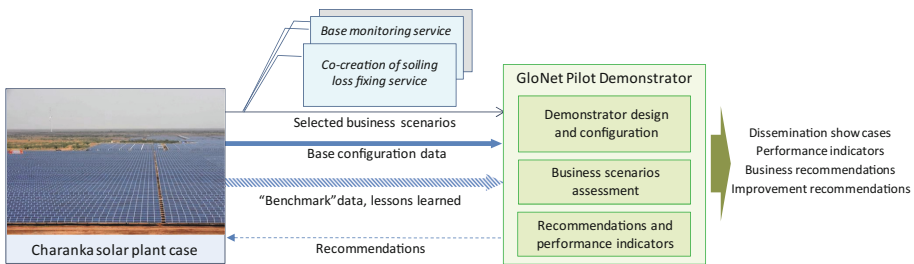 Base monitoring service
Co-creation of soiling
loss fixing service
Selected business scenarios
Base configuration data
"Benchmark" data, lessons learned
Recommendations
Charanka solar plant case
GloNet Pilot Demonstrator
Demonstrator design
and configuration
Business scenarios
assessment
Recommendations and
performance indicators
Dissemination show cases
Performance indicators
Business recommendations
Improvement recommendations